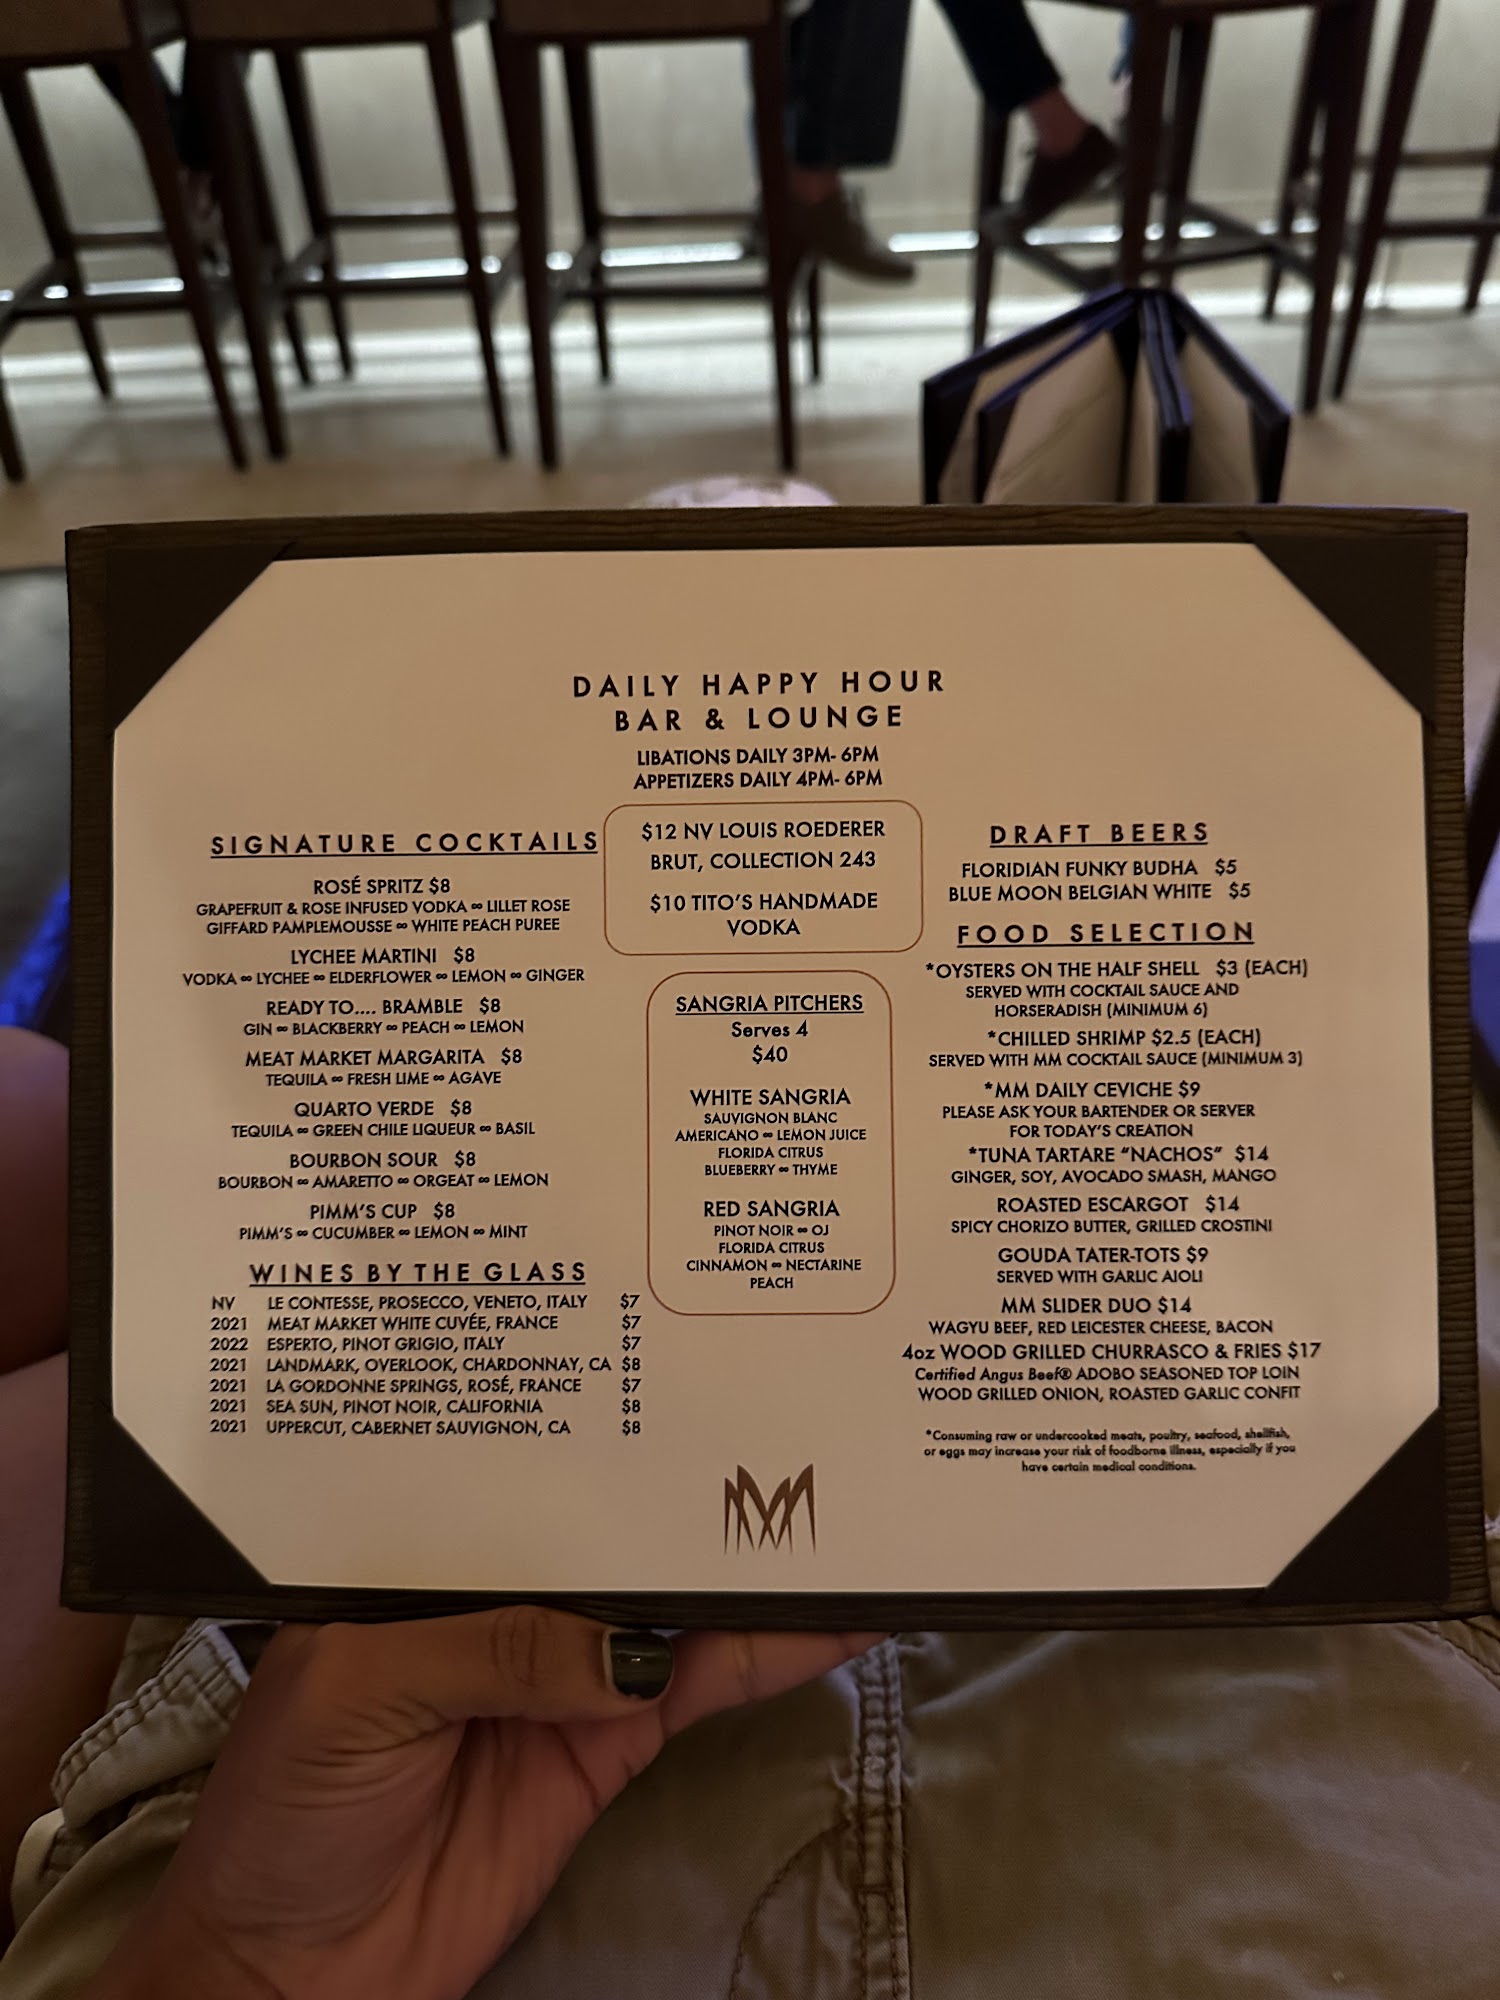 DAILY HAPPY HOUR
BAR & LOUNGE
LIBATIONS DAILY 3PM- 6PM
APPETIZERS DAILY 4PM- 6PM
SIGNATURE COCKTAILS
ROSÉ SPRITZ $8
GRAPEFRUIT & ROSE INFUSED VODKA ∞ LILLET ROSE
GIFFARD PAMPLEMOUSSE ∞ WHITE PEACH PUREE
LYCHEE MARTINI $8
VODKA ∞ LYCHEE ∞ ELDERFLOWER ∞ LEMON ∞ GINGER
READY TO.... BRAMBLE $8
GIN ∞ BLACKBERRY ∞ PEACH ∞ LEMON
MEAT MARKET MARGARITA $8
TEQUILA ∞ FRESH LIME ∞ AGAVE
QUARTO VERDE $8
TEQUILA ∞ GREEN CHILE LIQUEUR ∞ BASIL
BOURBON SOUR $8
BOURBON ∞ AMARETTO ∞ ORGEAT ∞ LEMON
PIMM'S CUP $8
PIMM'S ∞ CUCUMBER ∞ LEMON ∞ MINT
WINES BY THE GLASS
NV LE CONTESSE, PROSECCO, VENETO, ITALY $7
2021 MEAT MARKET WHITE CUVÉE, FRANCE $7
2022 ESPERTO, PINOT GRIGIO, ITALY $7
2021 LANDMARK, OVERLOOK, CHARDONNAY, CA $8
2021 LA GORDONNE SPRINGS, ROSÉ, FRANCE $7
2021 SEA SUN, PINOT NOIR, CALIFORNIA $8
2021 UPPERCUT, CABERNET SAUVIGNON, CA $8
$12 NV LOUIS ROEDERER
BRUT, COLLECTION 243
$10 TITO'S HANDMADE
VODKA
SANGRIA PITCHERS
Serves 4
$40
WHITE SANGRIA
SAUVIGNON BLANC
AMERICANO ∞ LEMON JUICE
FLORIDA CITRUS
BLUEBERRY ∞ THYME
RED SANGRIA
PINOT NOIR ∞ OJ
FLORIDA CITRUS
CINNAMON ∞ NECTARINE
PEACH
DRAFT BEERS
FLORIDIAN FUNKY BUDHA $5
BLUE MOON BELGIAN WHITE $5
FOOD SELECTION
*OYSTERS ON THE HALF SHELL $3 (EACH)
SERVED WITH COCKTAIL SAUCE AND
HORSERADISH (MINIMUM 6)
*CHILLED SHRIMP $2.5 (EACH)
SERVED WITH MM COCKTAIL SAUCE (MINIMUM 3)
*MM DAILY CEVICHE $9
PLEASE ASK YOUR BARTENDER OR SERVER
FOR TODAY'S CREATION
*TUNA TARTARE "NACHOS" $14
GINGER, SOY, AVOCADO SMASH, MANGO
ROASTED ESCARGOT $14
SPICY CHORIZO BUTTER, GRILLED CROSTINI
GOUDA TATER-TOTS $9
SERVED WITH GARLIC AIOLI
MM SLIDER DUO $14
WAGYU BEEF, RED LEICESTER CHEESE, BACON
4oz WOOD GRILLED CHURRASCO & FRIES $17
Certified Angus Beef® ADOBO SEASONED TOP LOIN
WOOD GRILLED ONION, ROASTED GARLIC CONFIT
*Consuming raw or undercooked meats, poultry, seafood, shellfish,
or eggs may increase your risk of foodborne illness, especially if you
have certain medical conditions.
MM